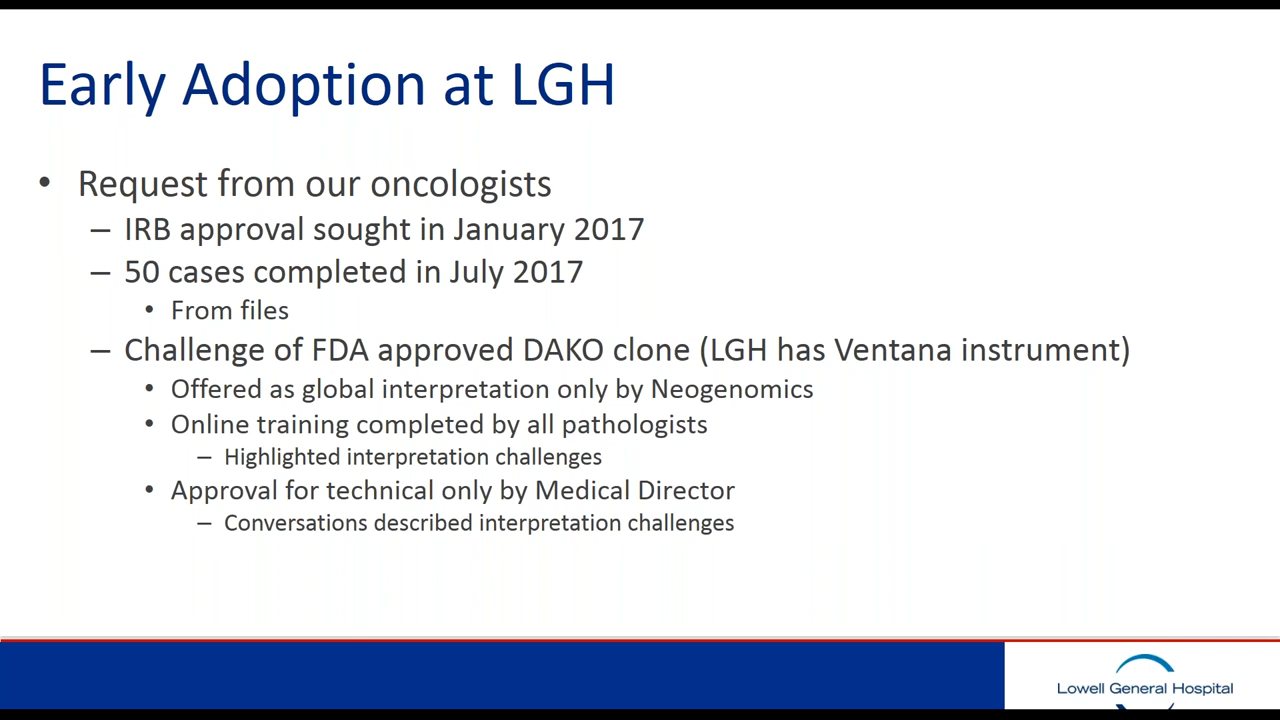 Early Adoption at LGH
• Request from our oncologists
– IRB approval sought in January 2017
– 50 cases completed in July 2017
• From files
– Challenge of FDA approved DAKO clone (LGH has Ventana instrument)
• Offered as global interpretation only by Neogenomics
• Online training completed by all pathologists
– Highlighted interpretation challenges
• Approval for technical only by Medical Director
– Conversations described interpretation challenges
Lowell General Hospital